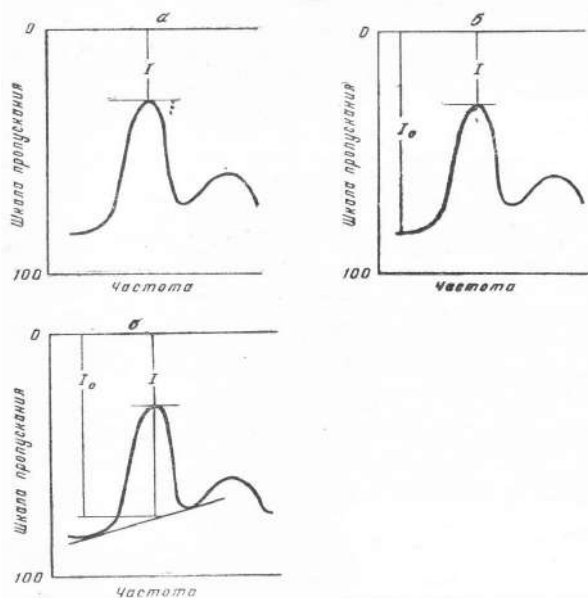 а
0
I
Шкала пропускания
100
Частота
б
0
I
I₀
Шкала пропускания
100
Частота
в
0
I₀
I
Шкала пропускания
100
Частота